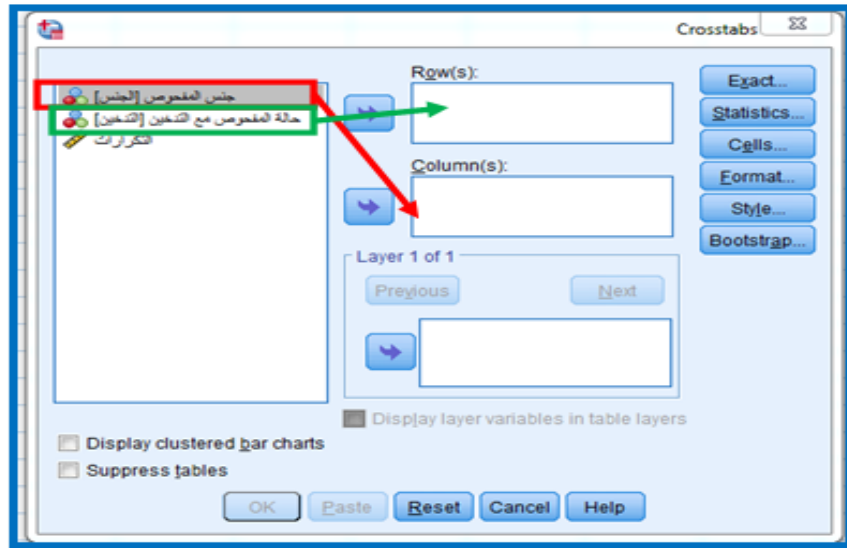 Crosstabs
جنس المفحوص [الجنس]
حالة المفحوص مع التدخين [التدخين]
التكرارات
Row(s):
Column(s):
Layer 1 of 1
Previous
Next
Display layer variables in table layers
Exact...
Statistics...
Cells...
Format...
Style...
Bootstrap...
Display clustered bar charts
Suppress tables
OK
Paste
Reset
Cancel
Help